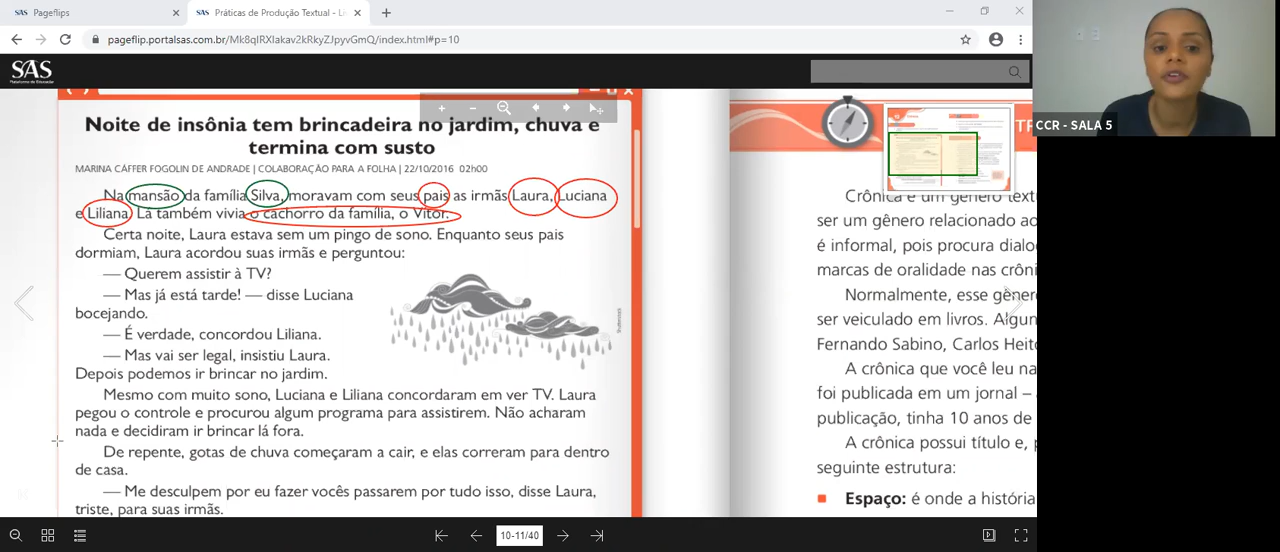 SAS Pageflips
SAS Práticas de Produção Textual - Li
pageflip.portalsas.com.br/Mk8qIRXIakav2kRkyZJpyvGmQ/index.html#p=10
SAS
Plataforma de Educação
CCR - SALA 5
Noite de insônia tem brincadeira no jardim, chuva e
termina com susto
MARINA CÁFFER FOGOLIN DE ANDRADE | COLABORAÇÃO PARA A FOLHA | 22/10/2016 02h00
Na mansão da família Silva, moravam com seus pais as irmãs Laura, Luciana
e Liliana. Lá também vivia o cachorro da família, o Vitor.
Certa noite, Laura estava sem um pingo de sono. Enquanto seus pais
dormiam, Laura acordou suas irmãs e perguntou:
— Querem assistir à TV?
— Mas já está tarde! — disse Luciana
bocejando.
— É verdade, concordou Liliana.
— Mas vai ser legal, insistiu Laura.
Depois podemos ir brincar no jardim.
Mesmo com muito sono, Luciana e Liliana concordaram em ver TV. Laura
pegou o controle e procurou algum programa para assistirem. Não acharam
nada e decidiram ir brincar lá fora.
De repente, gotas de chuva começaram a cair, e elas correram para dentro
de casa.
— Me desculpem por eu fazer vocês passarem por tudo isso, disse Laura,
triste, para suas irmãs.
Shutterstock
TR
Crônica é um gênero text
ser um gênero relacionado ao
é informal, pois procura dialo
marcas de oralidade nas crôni
Normalmente, esse gêner
ser veiculado em livros. Algun
Fernando Sabino, Carlos Heito
A crônica que você leu na
foi publicada em um jornal – a
publicação, tinha 10 anos de
A crônica possui título e, p
seguinte estrutura:
Espaço: é onde a história
10-11/40